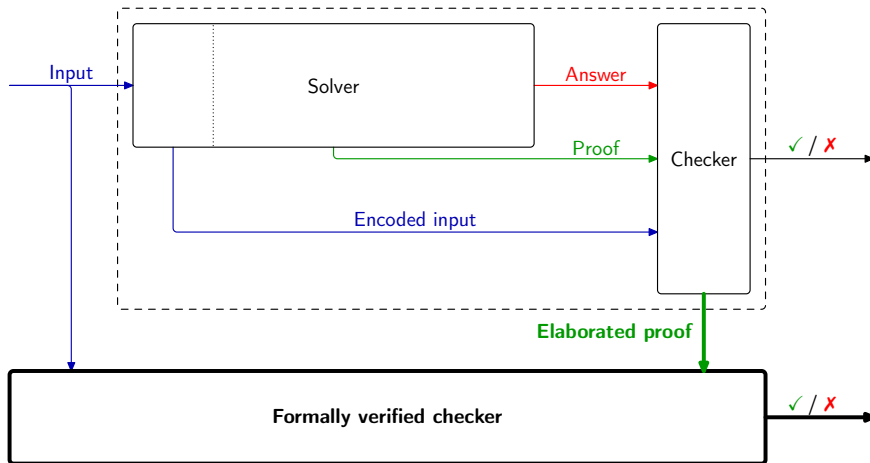 Input
Solver
Answer
Proof
Checker
✓ / ✗
Encoded input
Elaborated proof
Formally verified checker
✓ / ✗